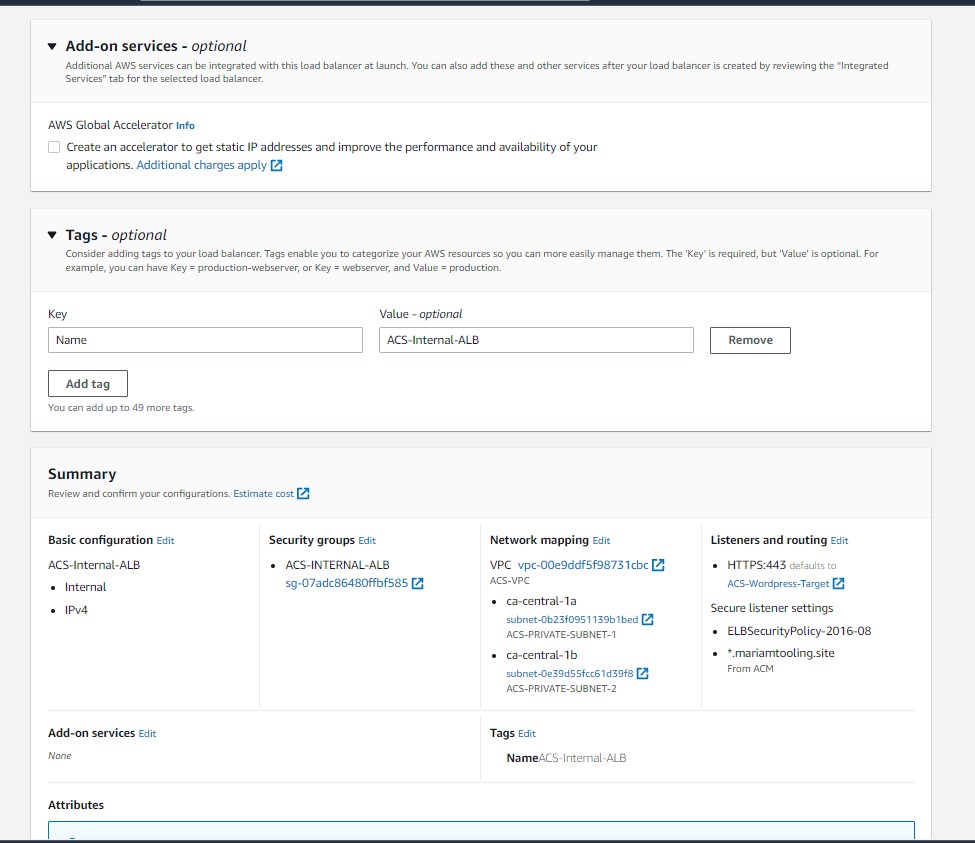 Add-on services - optional
Additional AWS services can be integrated with this load balancer at launch. You can also add these and other services after your load balancer is created by reviewing the “Integrated
Services” tab for the selected load balancer.
AWS Global Accelerator Info
Create an accelerator to get static IP addresses and improve the performance and availability of your
applications. Additional charges apply
Tags - optional
Consider adding tags to your load balancer. Tags enable you to categorize your AWS resources so you can more easily manage them. The 'Key' is required, but 'Value' is optional. For
example, you can have Key = production-webserver, or Key = webserver, and Value = production.
Key
Value - optional
Name
ACS-Internal-ALB
Remove
Add tag
You can add up to 49 more tags.
Summary
Review and confirm your configurations. Estimate cost
Basic configuration Edit
ACS-Internal-ALB
Internal
IPv4
Security groups Edit
ACS-INTERNAL-ALB
sg-07adc86480ffbf585
Network mapping Edit
VPC vpc-00e9ddf5f98731cbc
ACS-VPC
ca-central-1a
subnet-0b23f0951139b1bed
ACS-PRIVATE-SUBNET-1
ca-central-1b
subnet-0e39d55fcc61d39f8
ACS-PRIVATE-SUBNET-2
Listeners and routing Edit
HTTPS:443 defaults to
ACS-Wordpress-Target
Secure listener settings
ELBSecurityPolicy-2016-08
*.mariamtooling.site
From ACM
Add-on services Edit
None
Tags Edit
NameACS-Internal-ALB
Attributes